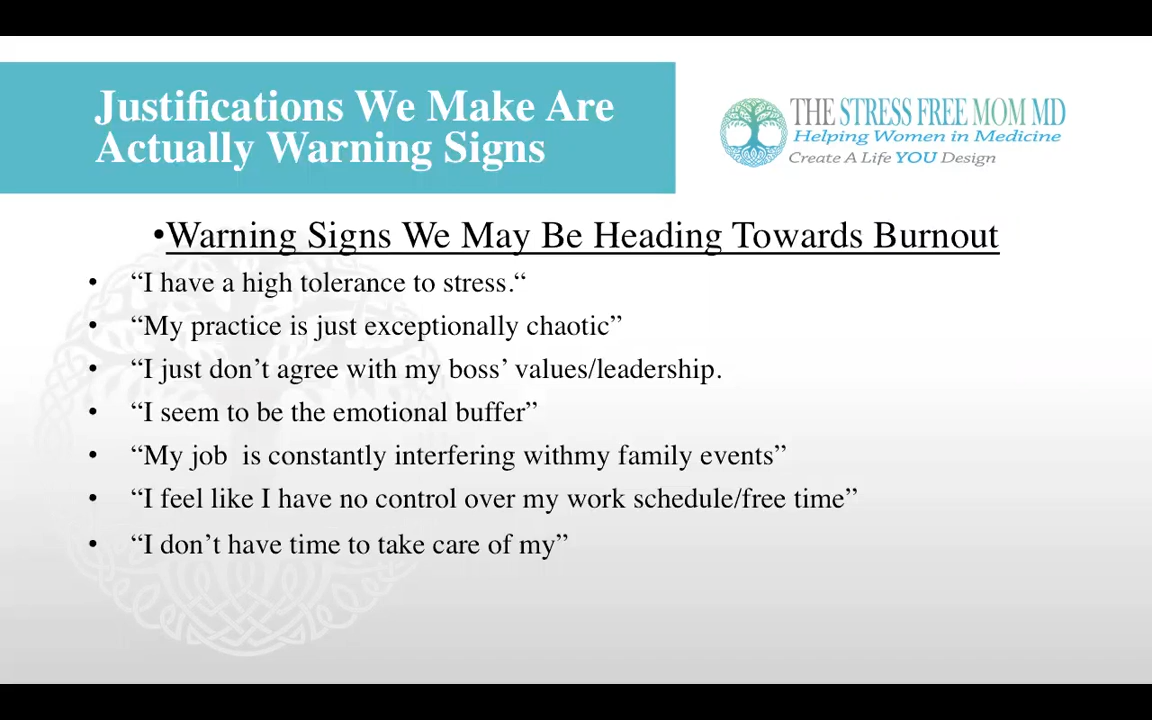 Justifications We Make Are
Actually Warning Signs
THE STRESS FREE MOM MD
Helping Women in Medicine
Create A Life YOU Design
•Warning Signs We May Be Heading Towards Burnout
• “I have a high tolerance to stress.“
• “My practice is just exceptionally chaotic”
• “I just don’t agree with my boss’ values/leadership.
• “I seem to be the emotional buffer”
• “My job  is constantly interfering withmy family events”
• “I feel like I have no control over my work schedule/free time”
• “I don’t have time to take care of my”